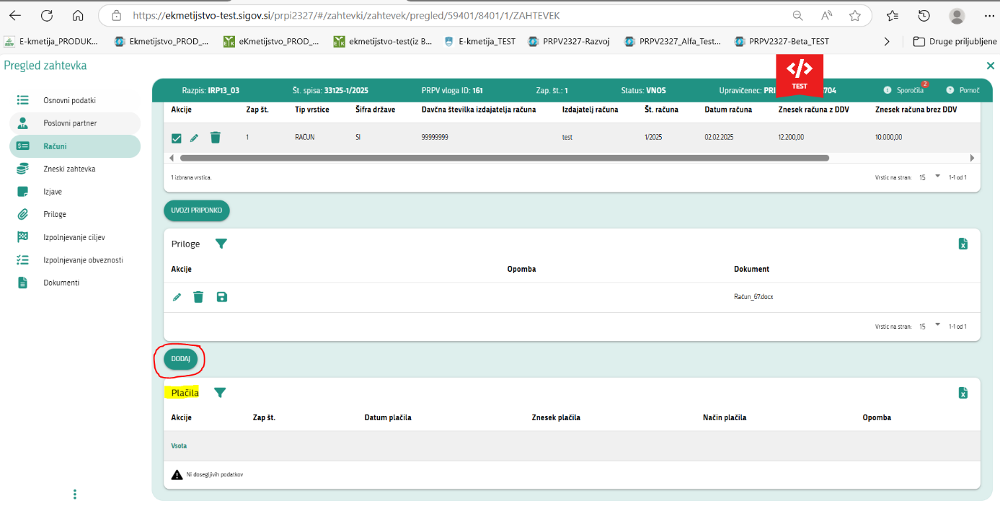 https://ekmetijstvo-test.sigov.si/prpi2327/#/zahtevki/zahtevek/pregled/59401/8401/1/ZAHTEVEK
E-kmetija_PRODUK... Ekmetijstvo_PROD_... eKmetijstvo_PROD_... ekmetijstvo-test(iz B... E-kmetija_TEST PRPV2327-Razvoj PRPV2327_Alfa_Test... PRPV2327-Beta_TEST Druge priljubljene
Pregled zahtevka
Osnovni podatki
Poslovni partner
Računi
Zneski zahtevka
Izjave
Priloge
Izpolnjevanje ciljev
Izpolnjevanje obveznosti
Dokumenti
Razpis: IRP13_03 Št. spisa: 33125-1/2025 PRPV vloga ID: 161 Zap. št.: 1 Status: VNOS Upravičenec: PRI 704 Sporočila 2 Pomoč
</> TEST
Akcije Zap št. Tip vrstice Šifra države Davčna številka izdajatelja računa Izdajatelj računa Št. računa Datum računa Znesek računa z DDV Znesek računa brez DDV
1 RAČUN SI 99999999 test 1/2025 02.02.2025 12.200,00 10.000,00
1 izbrana vrstica. Vrstic na stran: 15 1-1 od 1
UVOZI PRIPONKO
Priloge
Akcije Opomba Dokument
Račun_67.docx
Vrstic na stran: 15 1-1 od 1
DODAJ
Plačila
Akcije Zap št. Datum plačila Znesek plačila Način plačila Opomba
Vsota
Ni dosegljivih podatkov